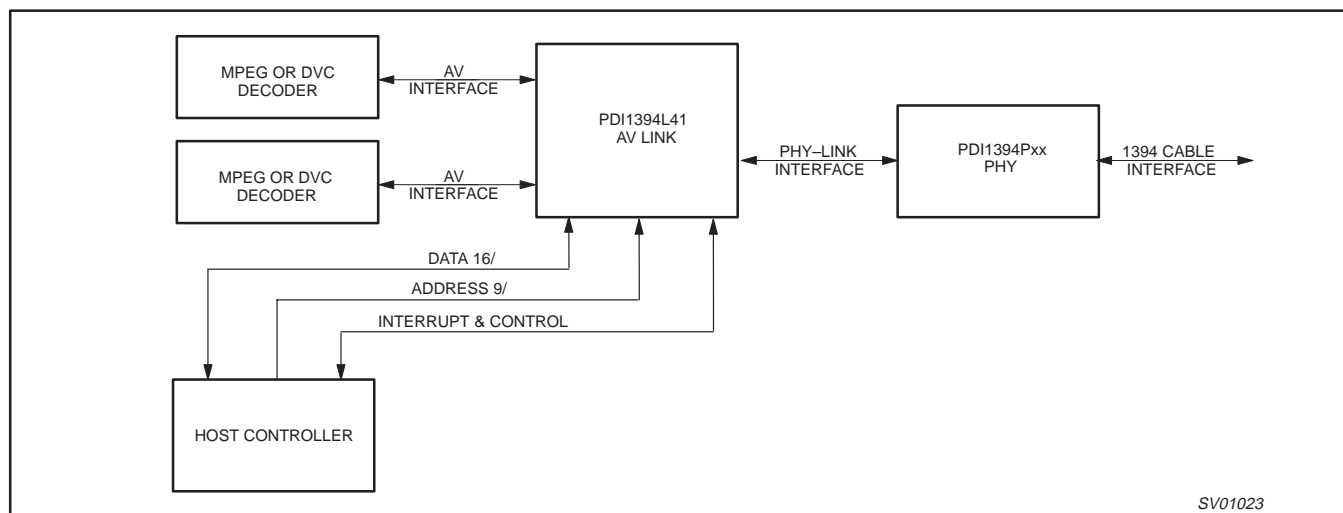 MPEG OR DVC
DECODER
AV
INTERFACE
PDI1394L41
AV LINK
PHY–LINK
INTERFACE
PDI1394Pxx
PHY
1394 CABLE
INTERFACE
MPEG OR DVC
DECODER
AV
INTERFACE
DATA 16/
ADDRESS 9/
INTERRUPT & CONTROL
HOST CONTROLLER
SV01023